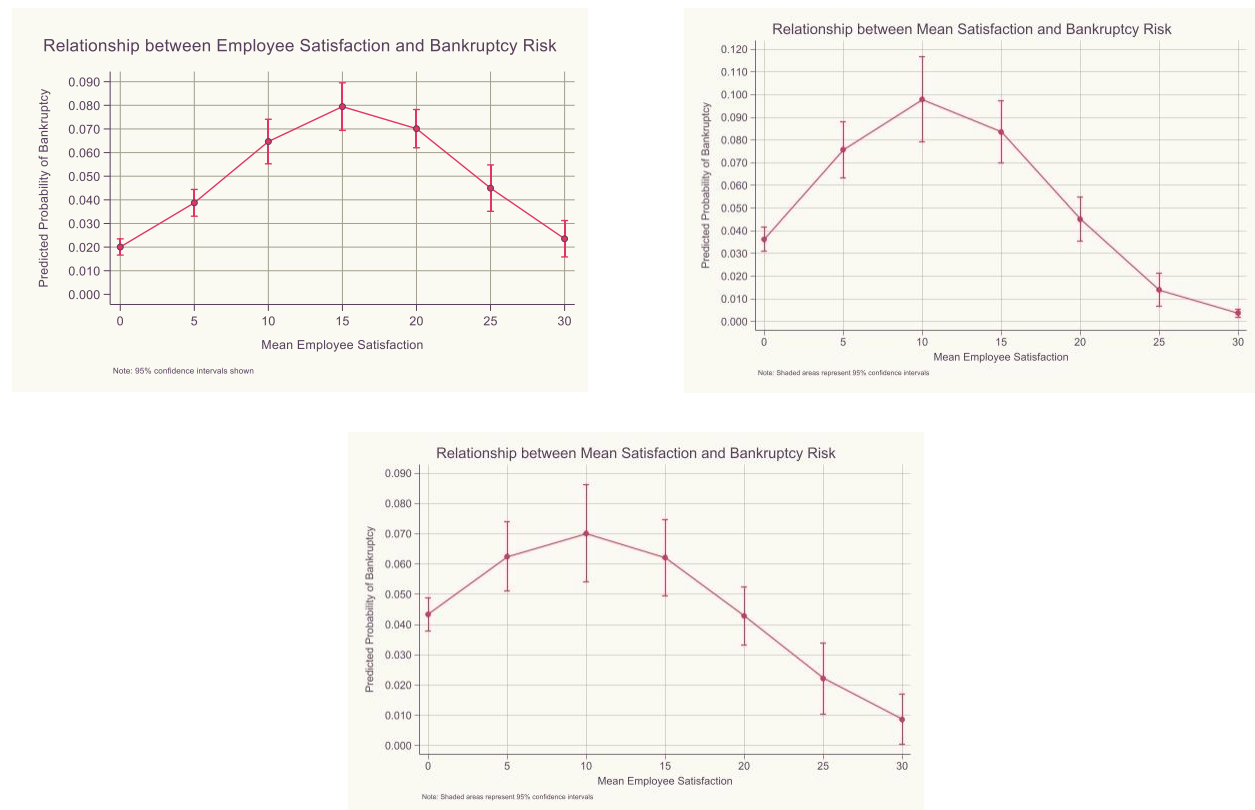 Relationship between Employee Satisfaction and Bankruptcy Risk
Predicted Probability of Bankruptcy
0.090
0.080
0.070
0.060
0.050
0.040
0.030
0.020
0.010
0.000
0 5 10 15 20 25 30
Mean Employee Satisfaction
Note: 95% confidence intervals shown
Relationship between Mean Satisfaction and Bankruptcy Risk
Predicted Probability of Bankruptcy
0.120
0.110
0.100
0.090
0.080
0.070
0.060
0.050
0.040
0.030
0.020
0.010
0.000
0 5 10 15 20 25 30
Mean Employee Satisfaction
Note: Shaded areas represent 95% confidence intervals
Relationship between Mean Satisfaction and Bankruptcy Risk
Predicted Probability of Bankruptcy
0.090
0.080
0.070
0.060
0.050
0.040
0.030
0.020
0.010
0.000
0 5 10 15 20 25 30
Mean Employee Satisfaction
Note: Shaded areas represent 95% confidence intervals